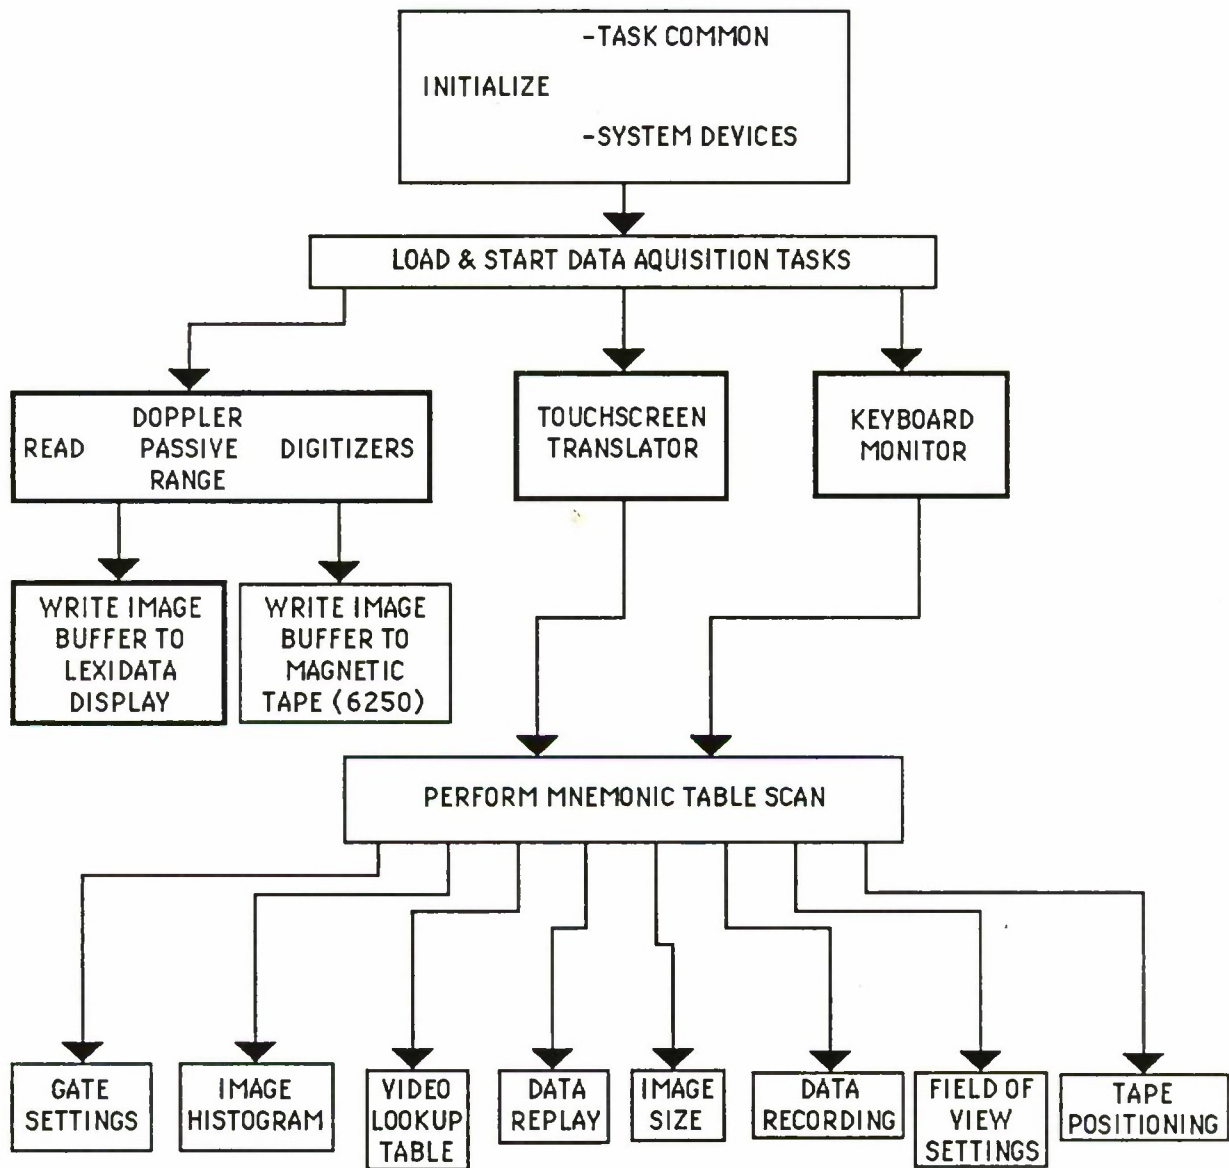 -TASK COMMON
INITIALIZE
-SYSTEM DEVICES
LOAD & START DATA AQUISITION TASKS
DOPPLER
READ PASSIVE DIGITIZERS
RANGE
TOUCHSCREEN
TRANSLATOR
KEYBOARD
MONITOR
WRITE IMAGE
BUFFER TO
LEXIDATA
DISPLAY
WRITE IMAGE
BUFFER TO
MAGNETIC
TAPE (6250)
PERFORM MNEMONIC TABLE SCAN
GATE
SETTINGS
IMAGE
HISTOGRAM
VIDEO
LOOKUP
TABLE
DATA
REPLAY
IMAGE
SIZE
DATA
RECORDING
FIELD OF
VIEW
SETTINGS
TAPE
POSITIONING